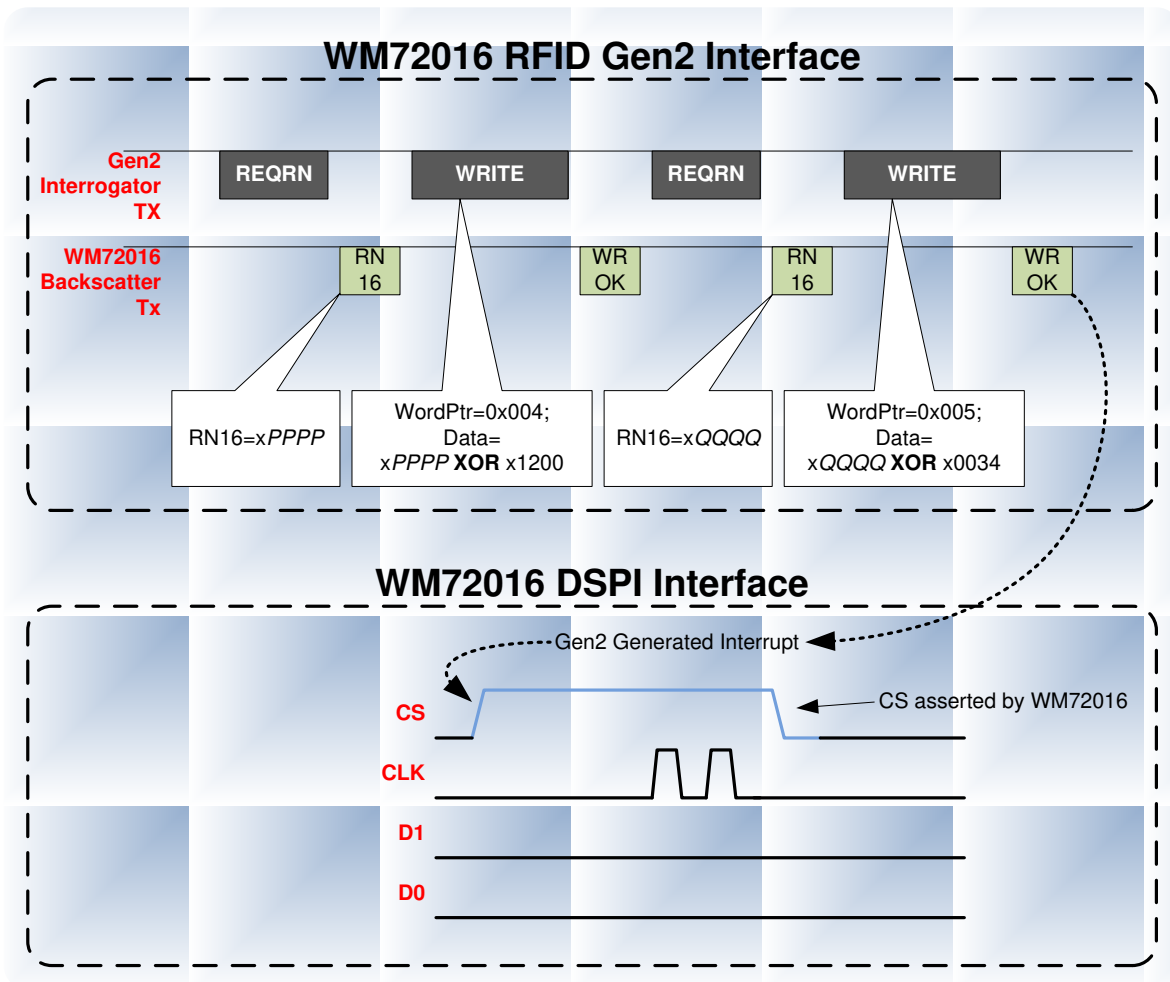 WM72016 RFID Gen2 Interface
Gen2
Interrogator
TX
REQRN
WRITE
REQRN
WRITE
WM72016
Backscatter
Tx
RN
16
WR
OK
RN
16
WR
OK
RN16=xPPPP
WordPtr=0x004;
Data=
xPPPP XOR x1200
RN16=xQQQQ
WordPtr=0x005;
Data=
xQQQQ XOR x0034
WM72016 DSPI Interface
Gen2 Generated Interrupt
CS
CS asserted by WM72016
CLK
D1
D0